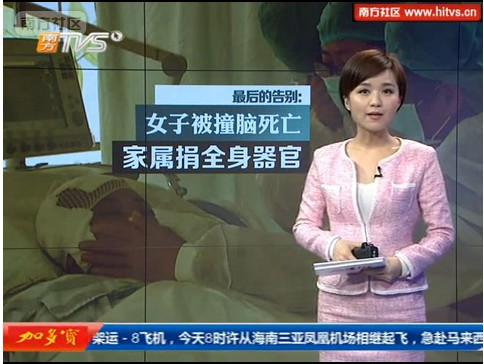 南方社区
南方TVS
南方社区 www.hitvs.cn
最后的告别:
女子被撞脑死亡
家属捐全身器官
加多宝
架运-8飞机，今天8时许从海南三亚凤凰机场相继起飞，急赴马来西